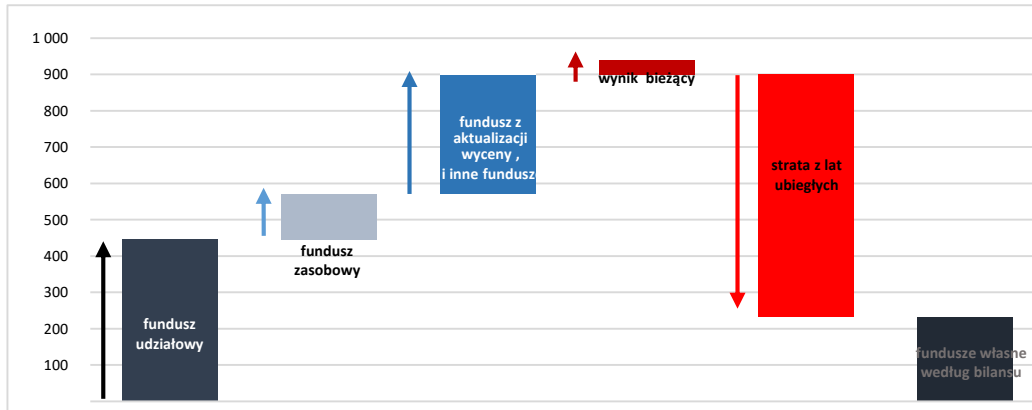 1 000
900
800
700
600
500
400
300
200
100
fundusz
udziałowy
fundusz
zasobowy
fundusz z
aktualizacji
wyceny ,
i inne fundusze
wynik bieżący
strata z lat
ubiegłych
fundusze własne
według bilansu